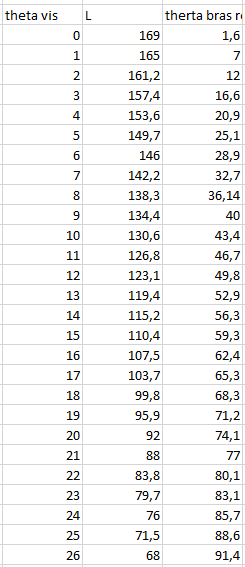 theta vis L therta bras re
0 169 1,6
1 165 7
2 161,2 12
3 157,4 16,6
4 153,6 20,9
5 149,7 25,1
6 146 28,9
7 142,2 32,7
8 138,3 36,14
9 134,4 40
10 130,6 43,4
11 126,8 46,7
12 123,1 49,8
13 119,4 52,9
14 115,2 56,3
15 110,4 59,3
16 107,5 62,4
17 103,7 65,3
18 99,8 68,3
19 95,9 71,2
20 92 74,1
21 88 77
22 83,8 80,1
23 79,7 83,1
24 76 85,7
25 71,5 88,6
26 68 91,4